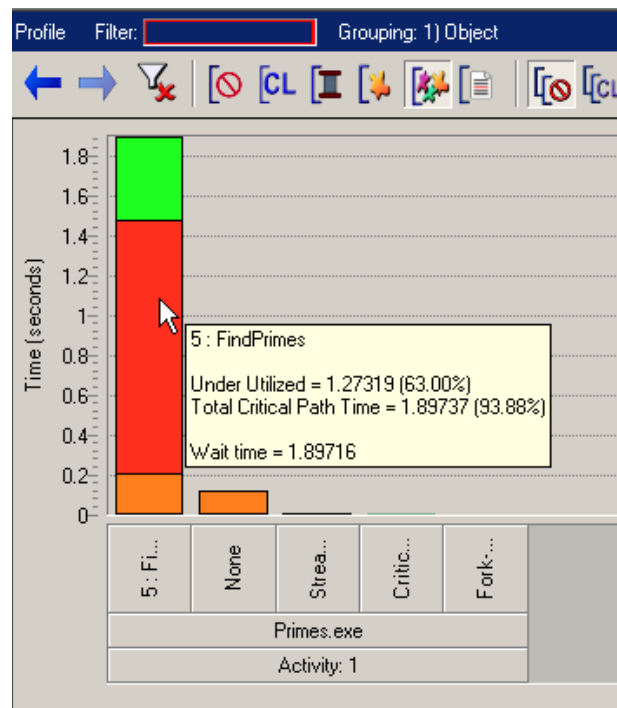 Profile Filter: Grouping: 1) Object
CL
CL
1.8
1.6
1.4
1.2
1
0.8
0.6
0.4
0.2
0
Time (seconds)
5 : FindPrimes
Under Utilized = 1.27319 (63.00%)
Total Critical Path Time = 1.89737 (93.88%)
Wait time = 1.89716
5 : Fi...
None
Strea...
Critic...
Fork-...
Primes.exe
Activity: 1